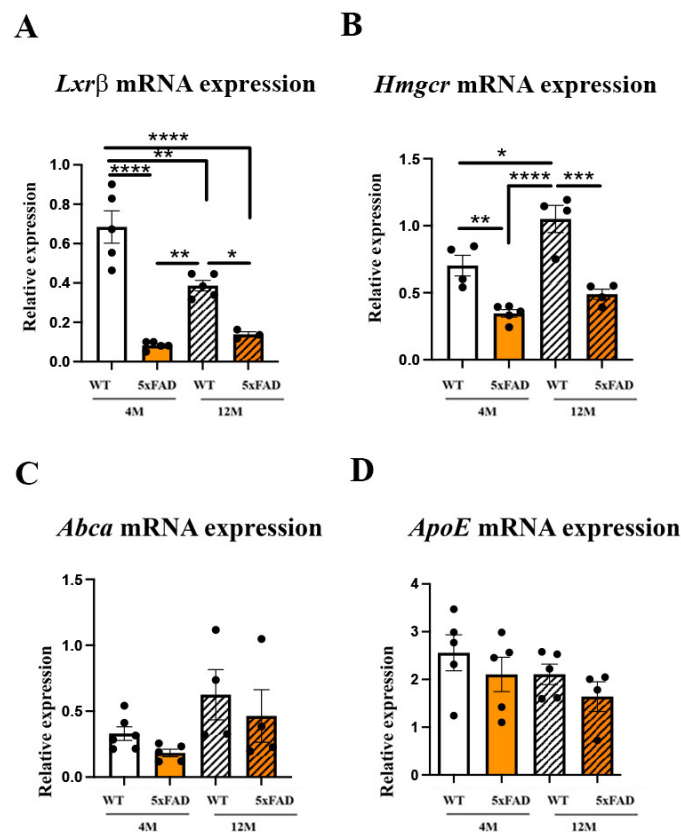 A
Lxrβ mRNA expression
Relative expression
1.0
0.8
0.6
0.4
0.2
0.0
****
**
****
**
*
WT 5xFAD WT 5xFAD
4M 12M
B
Hmgcr mRNA expression
Relative expression
1.5
1.0
0.5
0.0
*
**** ***
**
WT 5xFAD WT 5xFAD
4M 12M
C
Abca mRNA expression
Relative expression
1.5
1.0
0.5
0.0
WT 5xFAD WT 5xFAD
4M 12M
D
ApoE mRNA expression
Relative expression
4
3
2
1
0
WT 5xFAD WT 5xFAD
4M 12M